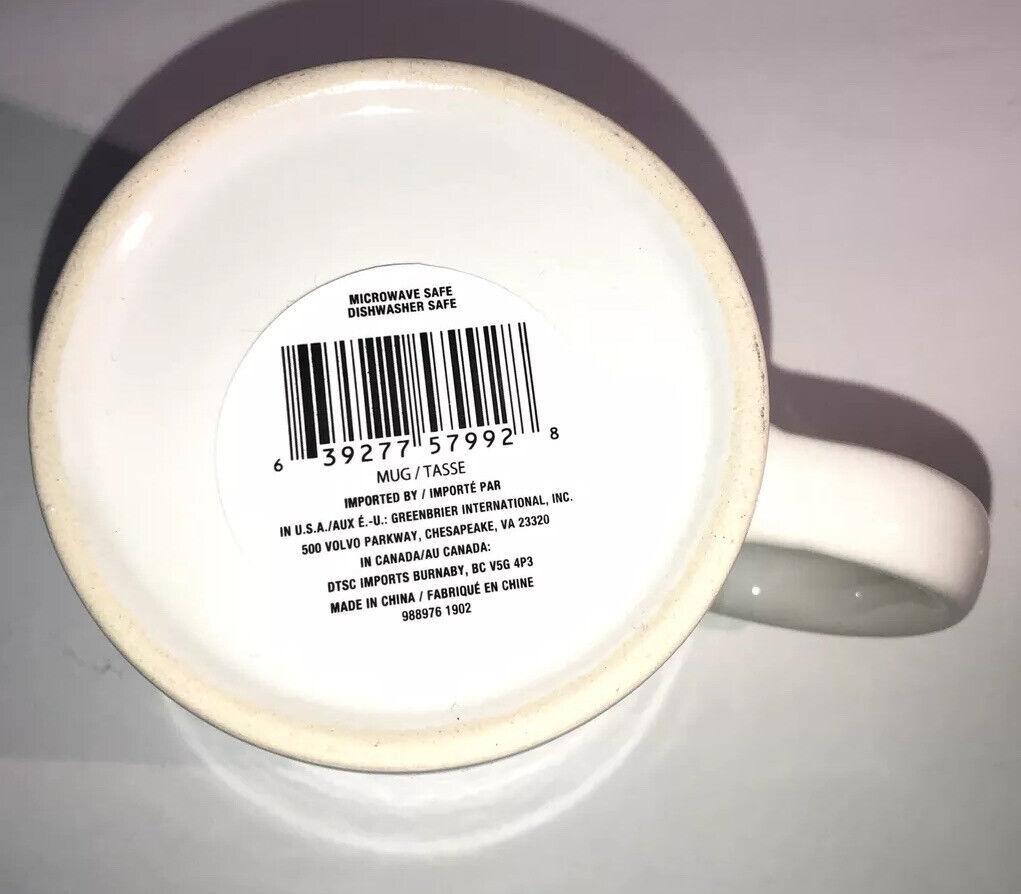 MICROWAVE SAFE
DISHWASHER SAFE
6 39277 57992 8
MUG / TASSE
IMPORTED BY / IMPORTÉ PAR
IN U.S.A./AUX É.-U.: GREENBRIER INTERNATIONAL, INC.
500 VOLVO PARKWAY, CHESAPEAKE, VA 23320
IN CANADA/AU CANADA:
DTSC IMPORTS BURNABY, BC V5G 4P3
MADE IN CHINA / FABRIQUÉ EN CHINE
988976 1902